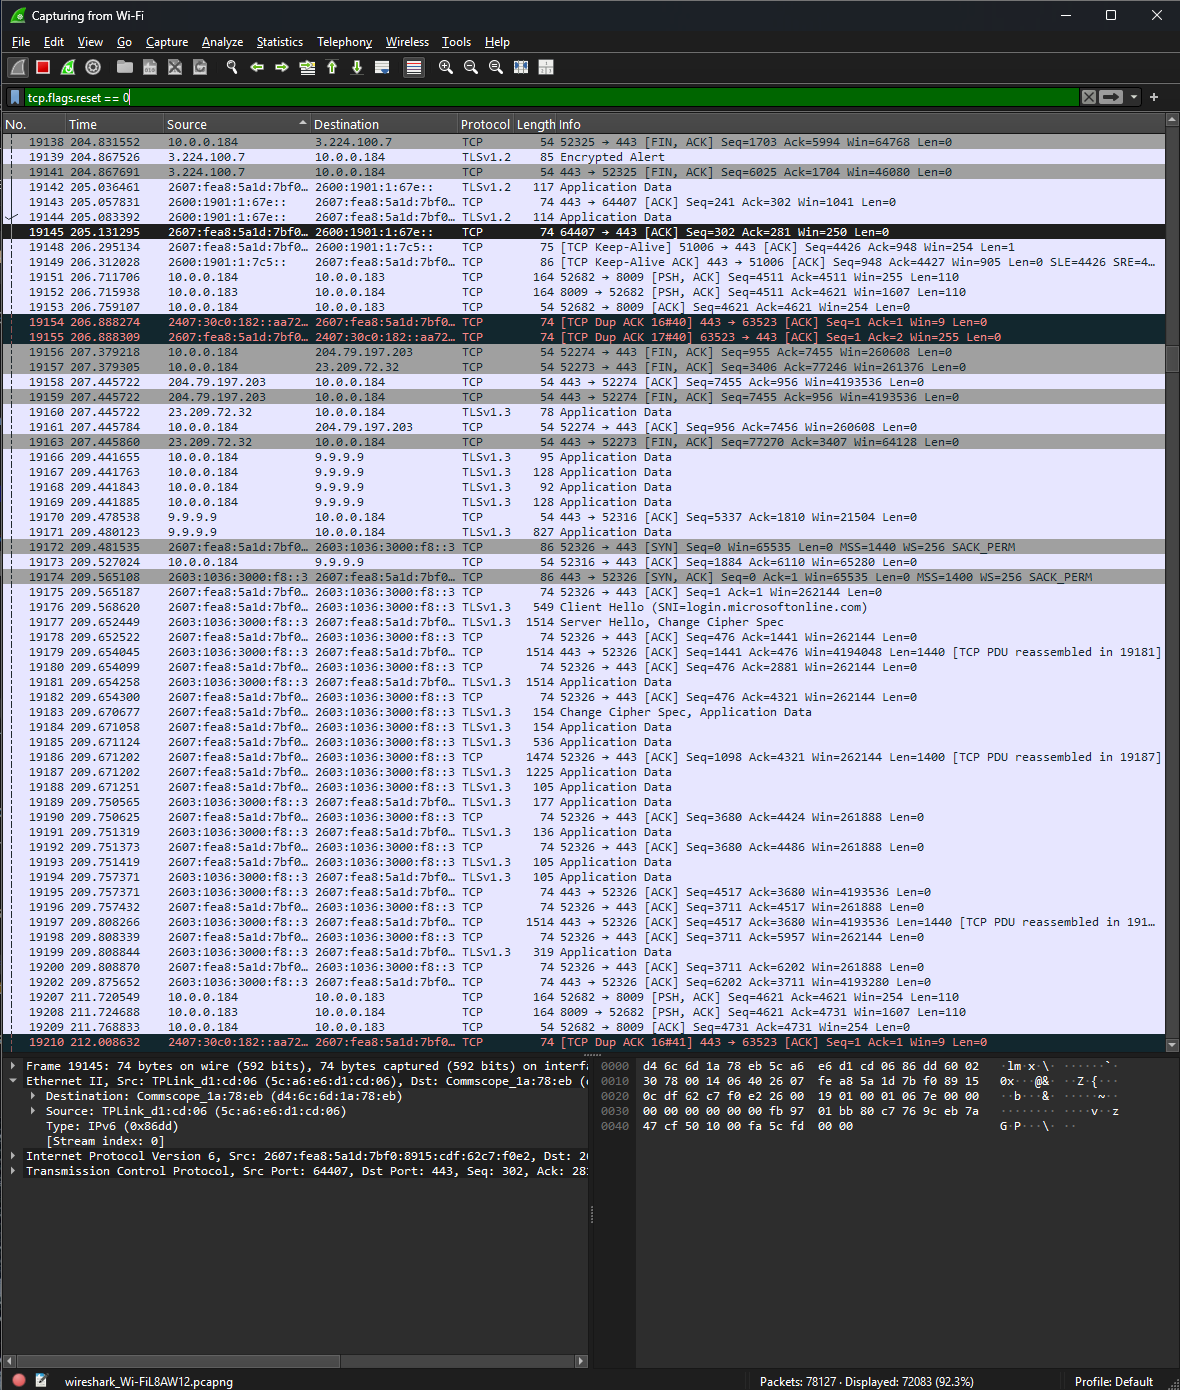 Capturing from Wi-Fi
File Edit View Go Capture Analyze Statistics Telephony Wireless Tools Help
tcp.flags.reset == 0
No. Time Source Destination Protocol Length Info
19138 204.831552 10.0.0.184 3.224.100.7 TCP 54 52325 → 443 [FIN, ACK] Seq=1703 Ack=5994 Win=64768 Len=0
19139 204.867526 3.224.100.7 10.0.0.184 TLSv1.2 85 Encrypted Alert
19141 204.867691 3.224.100.7 10.0.0.184 TCP 54 443 → 52325 [FIN, ACK] Seq=6025 Ack=1704 Win=46080 Len=0
19142 205.036461 2607:fea8:5a1d:7bf0… 2600:1901:1:67e:: TLSv1.2 117 Application Data
19143 205.057831 2600:1901:1:67e:: 2607:fea8:5a1d:7bf0… TCP 74 443 → 64407 [ACK] Seq=241 Ack=302 Win=1041 Len=0
19144 205.083392 2600:1901:1:67e:: 2607:fea8:5a1d:7bf0… TLSv1.2 114 Application Data
19145 205.131295 2607:fea8:5a1d:7bf0… 2600:1901:1:67e:: TCP 74 64407 → 443 [ACK] Seq=302 Ack=281 Win=250 Len=0
19148 206.295134 2607:fea8:5a1d:7bf0… 2600:1901:1:7c5:: TCP 75 [TCP Keep-Alive] 51006 → 443 [ACK] Seq=4426 Ack=948 Win=254 Len=1
19149 206.312028 2600:1901:1:7c5:: 2607:fea8:5a1d:7bf0… TCP 86 [TCP Keep-Alive ACK] 443 → 51006 [ACK] Seq=948 Ack=4427 Win=905 Len=0 SLE=4426 SRE=4…
19151 206.711706 10.0.0.184 10.0.0.183 TCP 164 52682 → 8009 [PSH, ACK] Seq=4511 Ack=4511 Win=255 Len=110
19152 206.715938 10.0.0.183 10.0.0.184 TCP 164 8009 → 52682 [PSH, ACK] Seq=4511 Ack=4621 Win=1607 Len=110
19153 206.759107 10.0.0.184 10.0.0.183 TCP 54 52682 → 8009 [ACK] Seq=4621 Ack=4621 Win=254 Len=0
19154 206.888274 2407:30c0:182::aa72… 2607:fea8:5a1d:7bf0… TCP 74 [TCP Dup ACK 16#40] 443 → 63523 [ACK] Seq=1 Ack=1 Win=9 Len=0
19155 206.888309 2607:fea8:5a1d:7bf0… 2407:30c0:182::aa72… TCP 74 [TCP Dup ACK 17#40] 63523 → 443 [ACK] Seq=1 Ack=2 Win=255 Len=0
19156 207.379218 10.0.0.184 204.79.197.203 TCP 54 52274 → 443 [FIN, ACK] Seq=955 Ack=7455 Win=260608 Len=0
19157 207.379305 10.0.0.184 23.209.72.32 TCP 54 52273 → 443 [FIN, ACK] Seq=3406 Ack=77246 Win=261376 Len=0
19158 207.445722 204.79.197.203 10.0.0.184 TCP 54 443 → 52274 [ACK] Seq=7455 Ack=956 Win=4193536 Len=0
19159 207.445722 204.79.197.203 10.0.0.184 TCP 54 443 → 52274 [FIN, ACK] Seq=7455 Ack=956 Win=4193536 Len=0
19160 207.445722 23.209.72.32 10.0.0.184 TLSv1.3 78 Application Data
19161 207.445784 10.0.0.184 204.79.197.203 TCP 54 52274 → 443 [ACK] Seq=956 Ack=7456 Win=260608 Len=0
19163 207.445860 23.209.72.32 10.0.0.184 TCP 54 443 → 52273 [FIN, ACK] Seq=77270 Ack=3407 Win=64128 Len=0
19166 209.441655 10.0.0.184 9.9.9.9 TLSv1.3 95 Application Data
19167 209.441763 10.0.0.184 9.9.9.9 TLSv1.3 128 Application Data
19168 209.441843 10.0.0.184 9.9.9.9 TLSv1.3 92 Application Data
19169 209.441885 10.0.0.184 9.9.9.9 TLSv1.3 128 Application Data
19170 209.478538 9.9.9.9 10.0.0.184 TCP 54 443 → 52316 [ACK] Seq=5337 Ack=1810 Win=21504 Len=0
19171 209.480123 9.9.9.9 10.0.0.184 TLSv1.3 827 Application Data
19172 209.481535 2607:fea8:5a1d:7bf0… 2603:1036:3000:f8::3 TCP 86 52326 → 443 [SYN] Seq=0 Win=65535 Len=0 MSS=1440 WS=256 SACK_PERM
19173 209.527024 10.0.0.184 9.9.9.9 TCP 54 52316 → 443 [ACK] Seq=1884 Ack=6110 Win=65280 Len=0
19174 209.565108 2603:1036:3000:f8::3 2607:fea8:5a1d:7bf0… TCP 86 443 → 52326 [SYN, ACK] Seq=0 Ack=1 Win=65535 Len=0 MSS=1400 WS=256 SACK_PERM
19175 209.565187 2607:fea8:5a1d:7bf0… 2603:1036:3000:f8::3 TCP 74 52326 → 443 [ACK] Seq=1 Ack=1 Win=262144 Len=0
19176 209.568620 2607:fea8:5a1d:7bf0… 2603:1036:3000:f8::3 TLSv1.3 549 Client Hello (SNI=login.microsoftonline.com)
19177 209.652449 2603:1036:3000:f8::3 2607:fea8:5a1d:7bf0… TLSv1.3 1514 Server Hello, Change Cipher Spec
19178 209.652522 2607:fea8:5a1d:7bf0… 2603:1036:3000:f8::3 TCP 74 52326 → 443 [ACK] Seq=476 Ack=1441 Win=262144 Len=0
19179 209.654045 2603:1036:3000:f8::3 2607:fea8:5a1d:7bf0… TCP 1514 443 → 52326 [ACK] Seq=1441 Ack=476 Win=4194048 Len=1440 [TCP PDU reassembled in 19181]
19180 209.654099 2607:fea8:5a1d:7bf0… 2603:1036:3000:f8::3 TCP 74 52326 → 443 [ACK] Seq=476 Ack=2881 Win=262144 Len=0
19181 209.654258 2603:1036:3000:f8::3 2607:fea8:5a1d:7bf0… TLSv1.3 1514 Application Data
19182 209.654300 2607:fea8:5a1d:7bf0… 2603:1036:3000:f8::3 TCP 74 52326 → 443 [ACK] Seq=476 Ack=4321 Win=262144 Len=0
19183 209.670677 2607:fea8:5a1d:7bf0… 2603:1036:3000:f8::3 TLSv1.3 154 Change Cipher Spec, Application Data
19184 209.671058 2607:fea8:5a1d:7bf0… 2603:1036:3000:f8::3 TLSv1.3 154 Application Data
19185 209.671124 2607:fea8:5a1d:7bf0… 2603:1036:3000:f8::3 TLSv1.3 536 Application Data
19186 209.671202 2607:fea8:5a1d:7bf0… 2603:1036:3000:f8::3 TCP 1474 52326 → 443 [ACK] Seq=1098 Ack=4321 Win=262144 Len=1400 [TCP PDU reassembled in 19187]
19187 209.671202 2607:fea8:5a1d:7bf0… 2603:1036:3000:f8::3 TLSv1.3 1225 Application Data
19188 209.671251 2607:fea8:5a1d:7bf0… 2603:1036:3000:f8::3 TLSv1.3 105 Application Data
19189 209.750565 2603:1036:3000:f8::3 2607:fea8:5a1d:7bf0… TLSv1.3 177 Application Data
19190 209.750625 2607:fea8:5a1d:7bf0… 2603:1036:3000:f8::3 TCP 74 52326 → 443 [ACK] Seq=3680 Ack=4424 Win=261888 Len=0
19191 209.751319 2603:1036:3000:f8::3 2607:fea8:5a1d:7bf0… TLSv1.3 136 Application Data
19192 209.751373 2607:fea8:5a1d:7bf0… 2603:1036:3000:f8::3 TCP 74 52326 → 443 [ACK] Seq=3680 Ack=4486 Win=261888 Len=0
19193 209.751419 2607:fea8:5a1d:7bf0… 2603:1036:3000:f8::3 TLSv1.3 105 Application Data
19194 209.757371 2603:1036:3000:f8::3 2607:fea8:5a1d:7bf0… TLSv1.3 105 Application Data
19195 209.757371 2603:1036:3000:f8::3 2607:fea8:5a1d:7bf0… TCP 74 443 → 52326 [ACK] Seq=4517 Ack=3680 Win=4193536 Len=0
19196 209.757432 2607:fea8:5a1d:7bf0… 2603:1036:3000:f8::3 TCP 74 52326 → 443 [ACK] Seq=3711 Ack=4517 Win=261888 Len=0
19197 209.808266 2603:1036:3000:f8::3 2607:fea8:5a1d:7bf0… TCP 1514 443 → 52326 [ACK] Seq=4517 Ack=3680 Win=4193536 Len=1440 [TCP PDU reassembled in 191…
19198 209.808339 2607:fea8:5a1d:7bf0… 2603:1036:3000:f8::3 TCP 74 52326 → 443 [ACK] Seq=3711 Ack=5957 Win=262144 Len=0
19199 209.808844 2603:1036:3000:f8::3 2607:fea8:5a1d:7bf0… TLSv1.3 319 Application Data
19200 209.808870 2607:fea8:5a1d:7bf0… 2603:1036:3000:f8::3 TCP 74 52326 → 443 [ACK] Seq=3711 Ack=6202 Win=261888 Len=0
19202 209.875652 2603:1036:3000:f8::3 2607:fea8:5a1d:7bf0… TCP 74 443 → 52326 [ACK] Seq=6202 Ack=3711 Win=4193280 Len=0
19207 211.720549 10.0.0.184 10.0.0.183 TCP 164 52682 → 8009 [PSH, ACK] Seq=4621 Ack=4621 Win=254 Len=110
19208 211.724688 10.0.0.183 10.0.0.184 TCP 164 8009 → 52682 [PSH, ACK] Seq=4621 Ack=4731 Win=1607 Len=110
19209 211.768833 10.0.0.184 10.0.0.183 TCP 54 52682 → 8009 [ACK] Seq=4731 Ack=4731 Win=254 Len=0
19210 212.008632 2407:30c0:182::aa72… 2607:fea8:5a1d:7bf0… TCP 74 [TCP Dup ACK 16#41] 443 → 63523 [ACK] Seq=1 Ack=1 Win=9 Len=0
Frame 19145: 74 bytes on wire (592 bits), 74 bytes captured (592 bits) on interfa
Ethernet II, Src: TPLink_d1:cd:06 (5c:a6:e6:d1:cd:06), Dst: Commscope_1a:78:eb (
Destination: Commscope_1a:78:eb (d4:6c:6d:1a:78:eb)
Source: TPLink_d1:cd:06 (5c:a6:e6:d1:cd:06)
Type: IPv6 (0x86dd)
[Stream index: 0]
Internet Protocol Version 6, Src: 2607:fea8:5a1d:7bf0:8915:cdf:62c7:f0e2, Dst: 26
Transmission Control Protocol, Src Port: 64407, Dst Port: 443, Seq: 302, Ack: 281
0000 d4 6c 6d 1a 78 eb 5c a6 e6 d1 cd 06 86 dd 60 02 ·lm·x·\· ······`·
0010 30 78 00 14 06 40 26 07 fe a8 5a 1d 7b f0 89 15 0x···@&· ··Z·{···
0020 0c df 62 c7 f0 e2 26 00 19 01 00 01 06 7e 00 00 ··b···&· ·····~··
0030 00 00 00 00 00 00 fb 97 01 bb 80 c7 76 9c eb 7a ········ ····v··z
0040 47 cf 50 10 00 fa 5c fd 00 00 G·P···\· ··
wireshark_Wi-FiL8AW12.pcapng
Packets: 78127 · Displayed: 72083 (92.3%)
Profile: Default